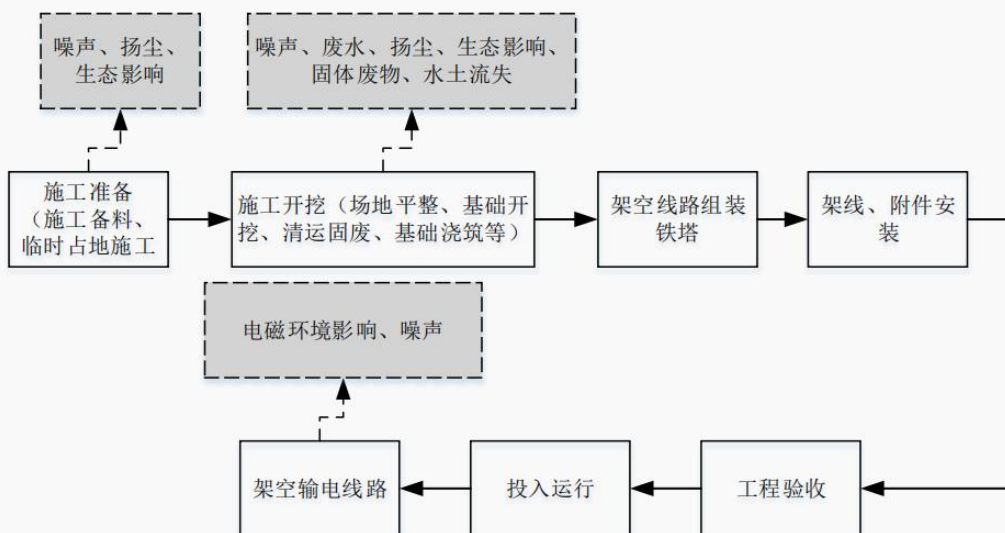 噪声、扬尘、
生态影响
噪声、废水、扬尘、生态影响、
固体废物、水土流失
施工准备
（施工备料、
临时占地施工
施工开挖（场地平整、基础开
挖、清运固废、基础浇筑等）
架空线路组装
铁塔
架线、附件安
装
电磁环境影响、噪声
架空输电线路
投入运行
工程验收